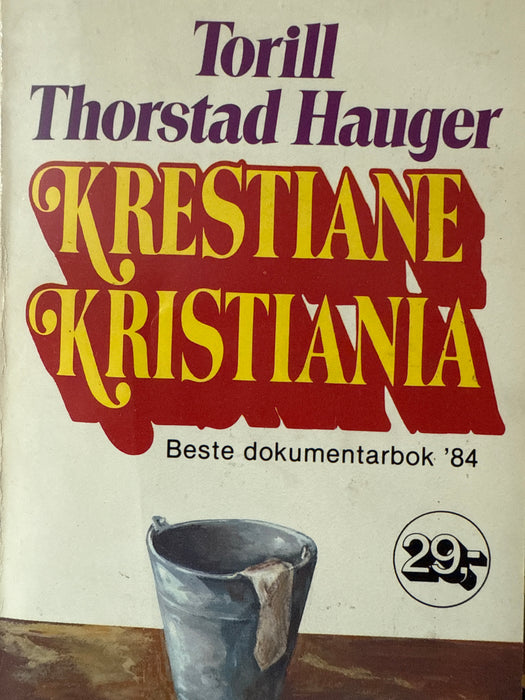 Torill
Thorstad Hauger
KRESTIANE
KRISTIANIA
Beste dokumentarbok '84
29,-